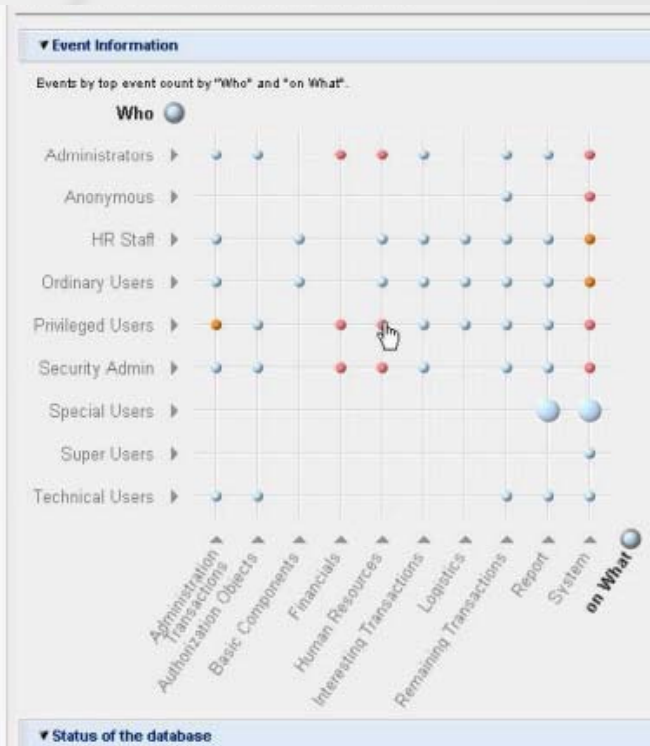 Event Information
Events by top event count by "Who" and "on What".
Who
Administrators
Anonymous
HR Staff
Ordinary Users
Privileged Users
Security Admin
Special Users
Super Users
Technical Users
Administration
Transactions
Authorization Objects
Basic Components
Financials
Human Resources
Interesting Transactions
Logistics
Remaining Transactions
Report
System
on What
Status of the database